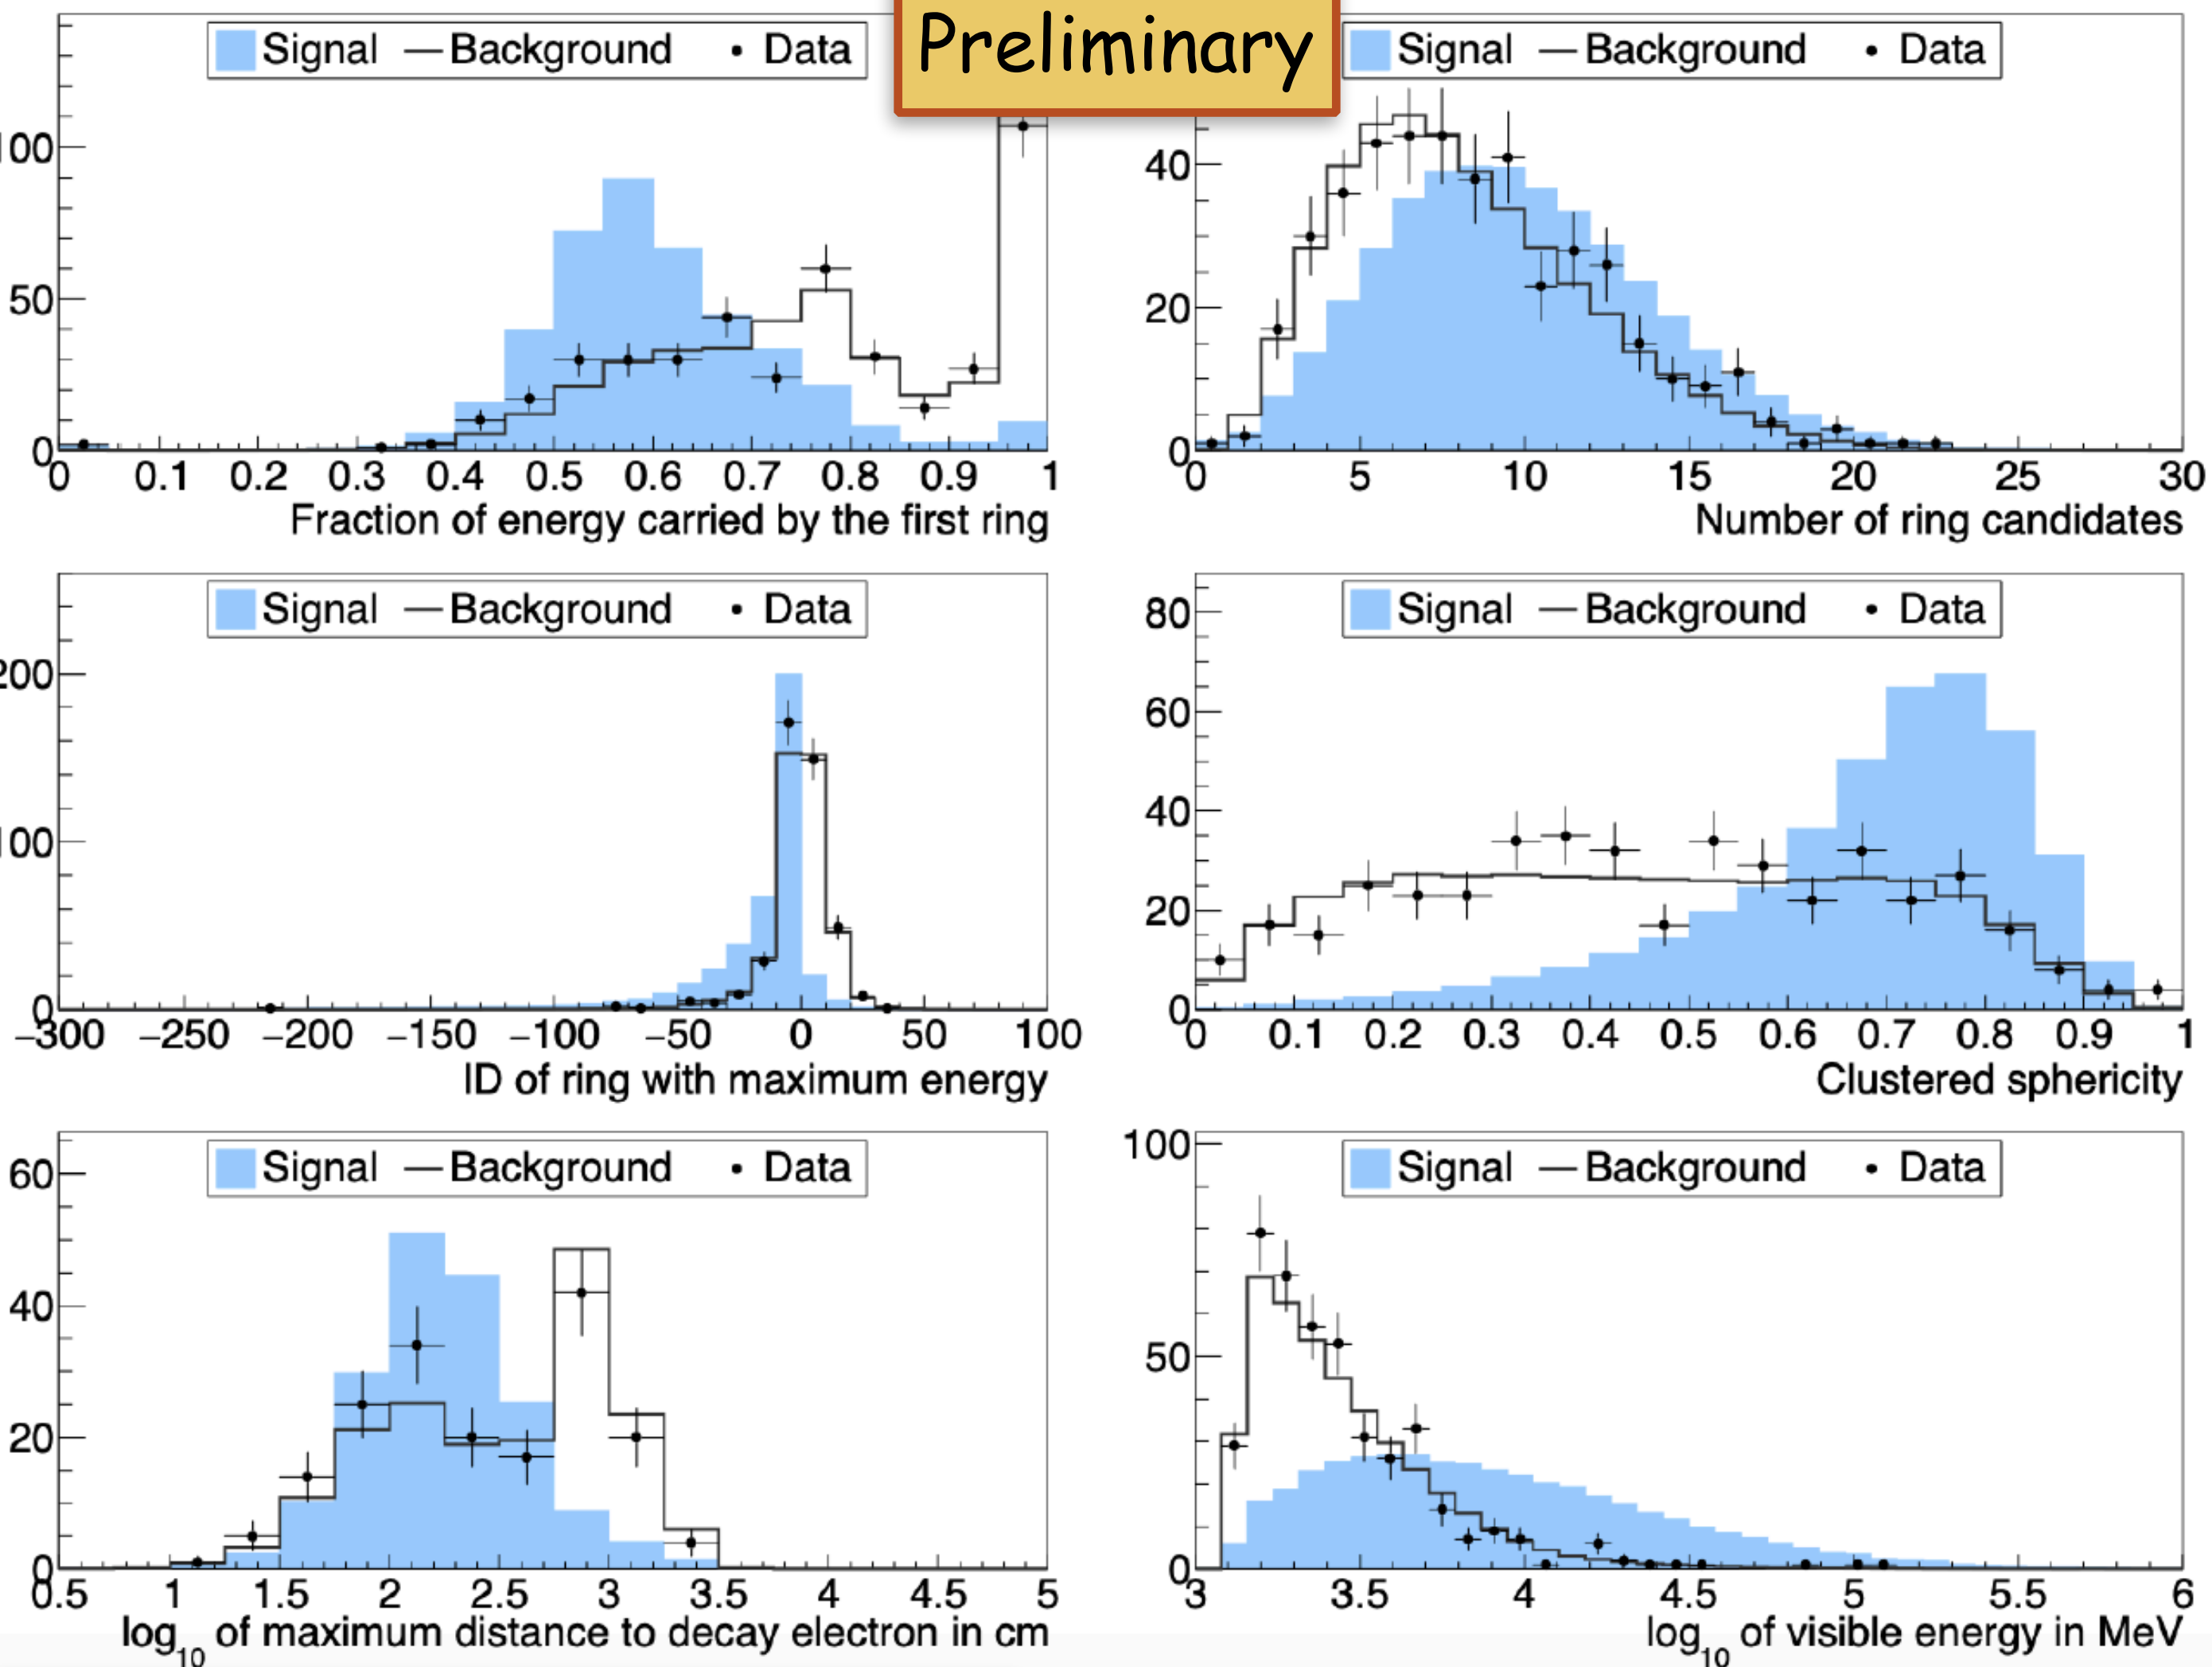 Preliminary
Signal Background Data
100
50
0
0 0.1 0.2 0.3 0.4 0.5 0.6 0.7 0.8 0.9 1
Fraction of energy carried by the first ring
Signal Background Data
40
20
0
0 5 10 15 20 25 30
Number of ring candidates
Signal Background Data
200
100
0
−300 −250 −200 −150 −100 −50 0 50 100
ID of ring with maximum energy
Signal Background Data
80
60
40
20
0
0 0.1 0.2 0.3 0.4 0.5 0.6 0.7 0.8 0.9 1
Clustered sphericity
Signal Background Data
60
40
20
0
0.5 1 1.5 2 2.5 3 3.5 4 4.5 5
log10 of maximum distance to decay electron in cm
Signal Background Data
100
50
0
3 3.5 4 4.5 5 5.5 6
log10 of visible energy in MeV